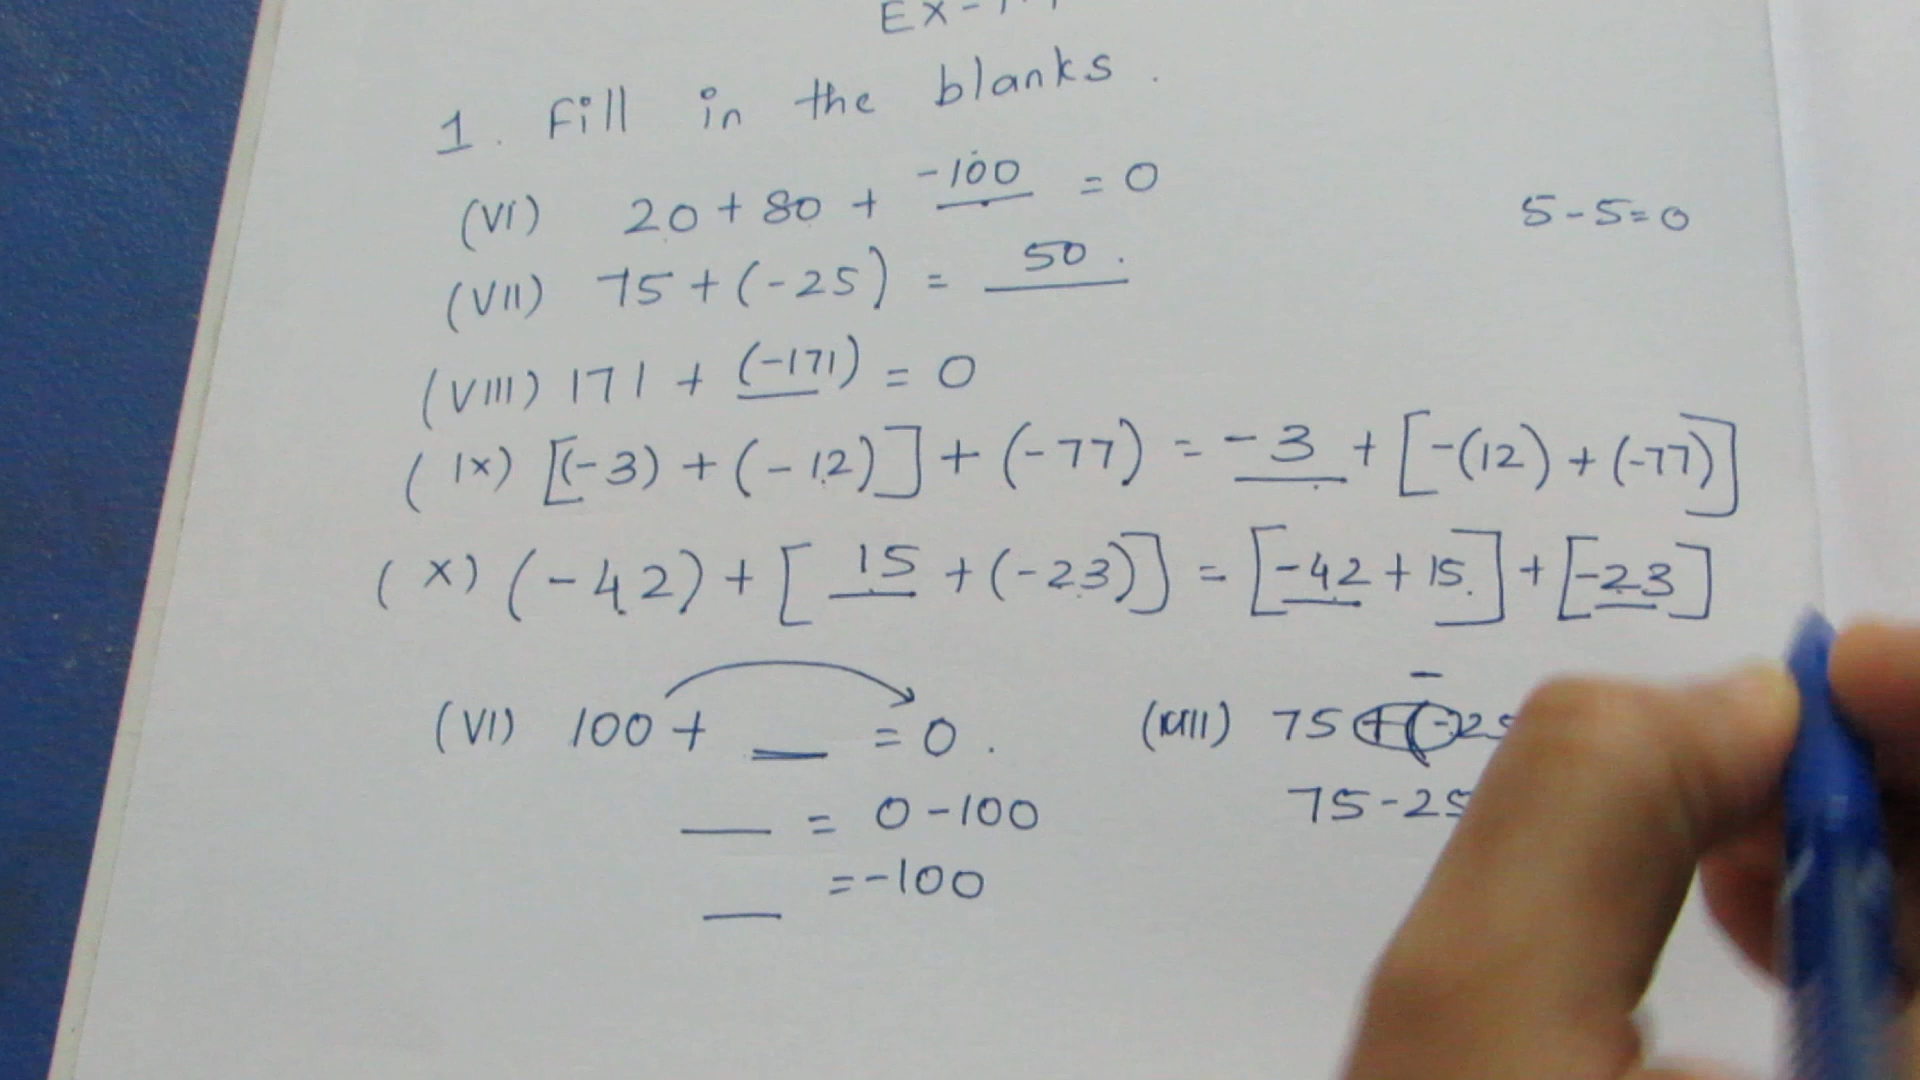 EX-
1. Fill in the blanks.
(VI) 20 + 80 + -100 = 0
5-5=0
(VII) 75 + (-25) = 50.
(VIII) 171 + (-171) = 0
(IX) [(-3) + (-12)] + (-77) = -3 + [-(12) + (-77)]
(X) (-42) + [15 + (-23)] = [-42 + 15] + [-23]
(VI) 100 + __ = 0.
__ = 0-100
__ = -100
-
75 + (-25
75-25